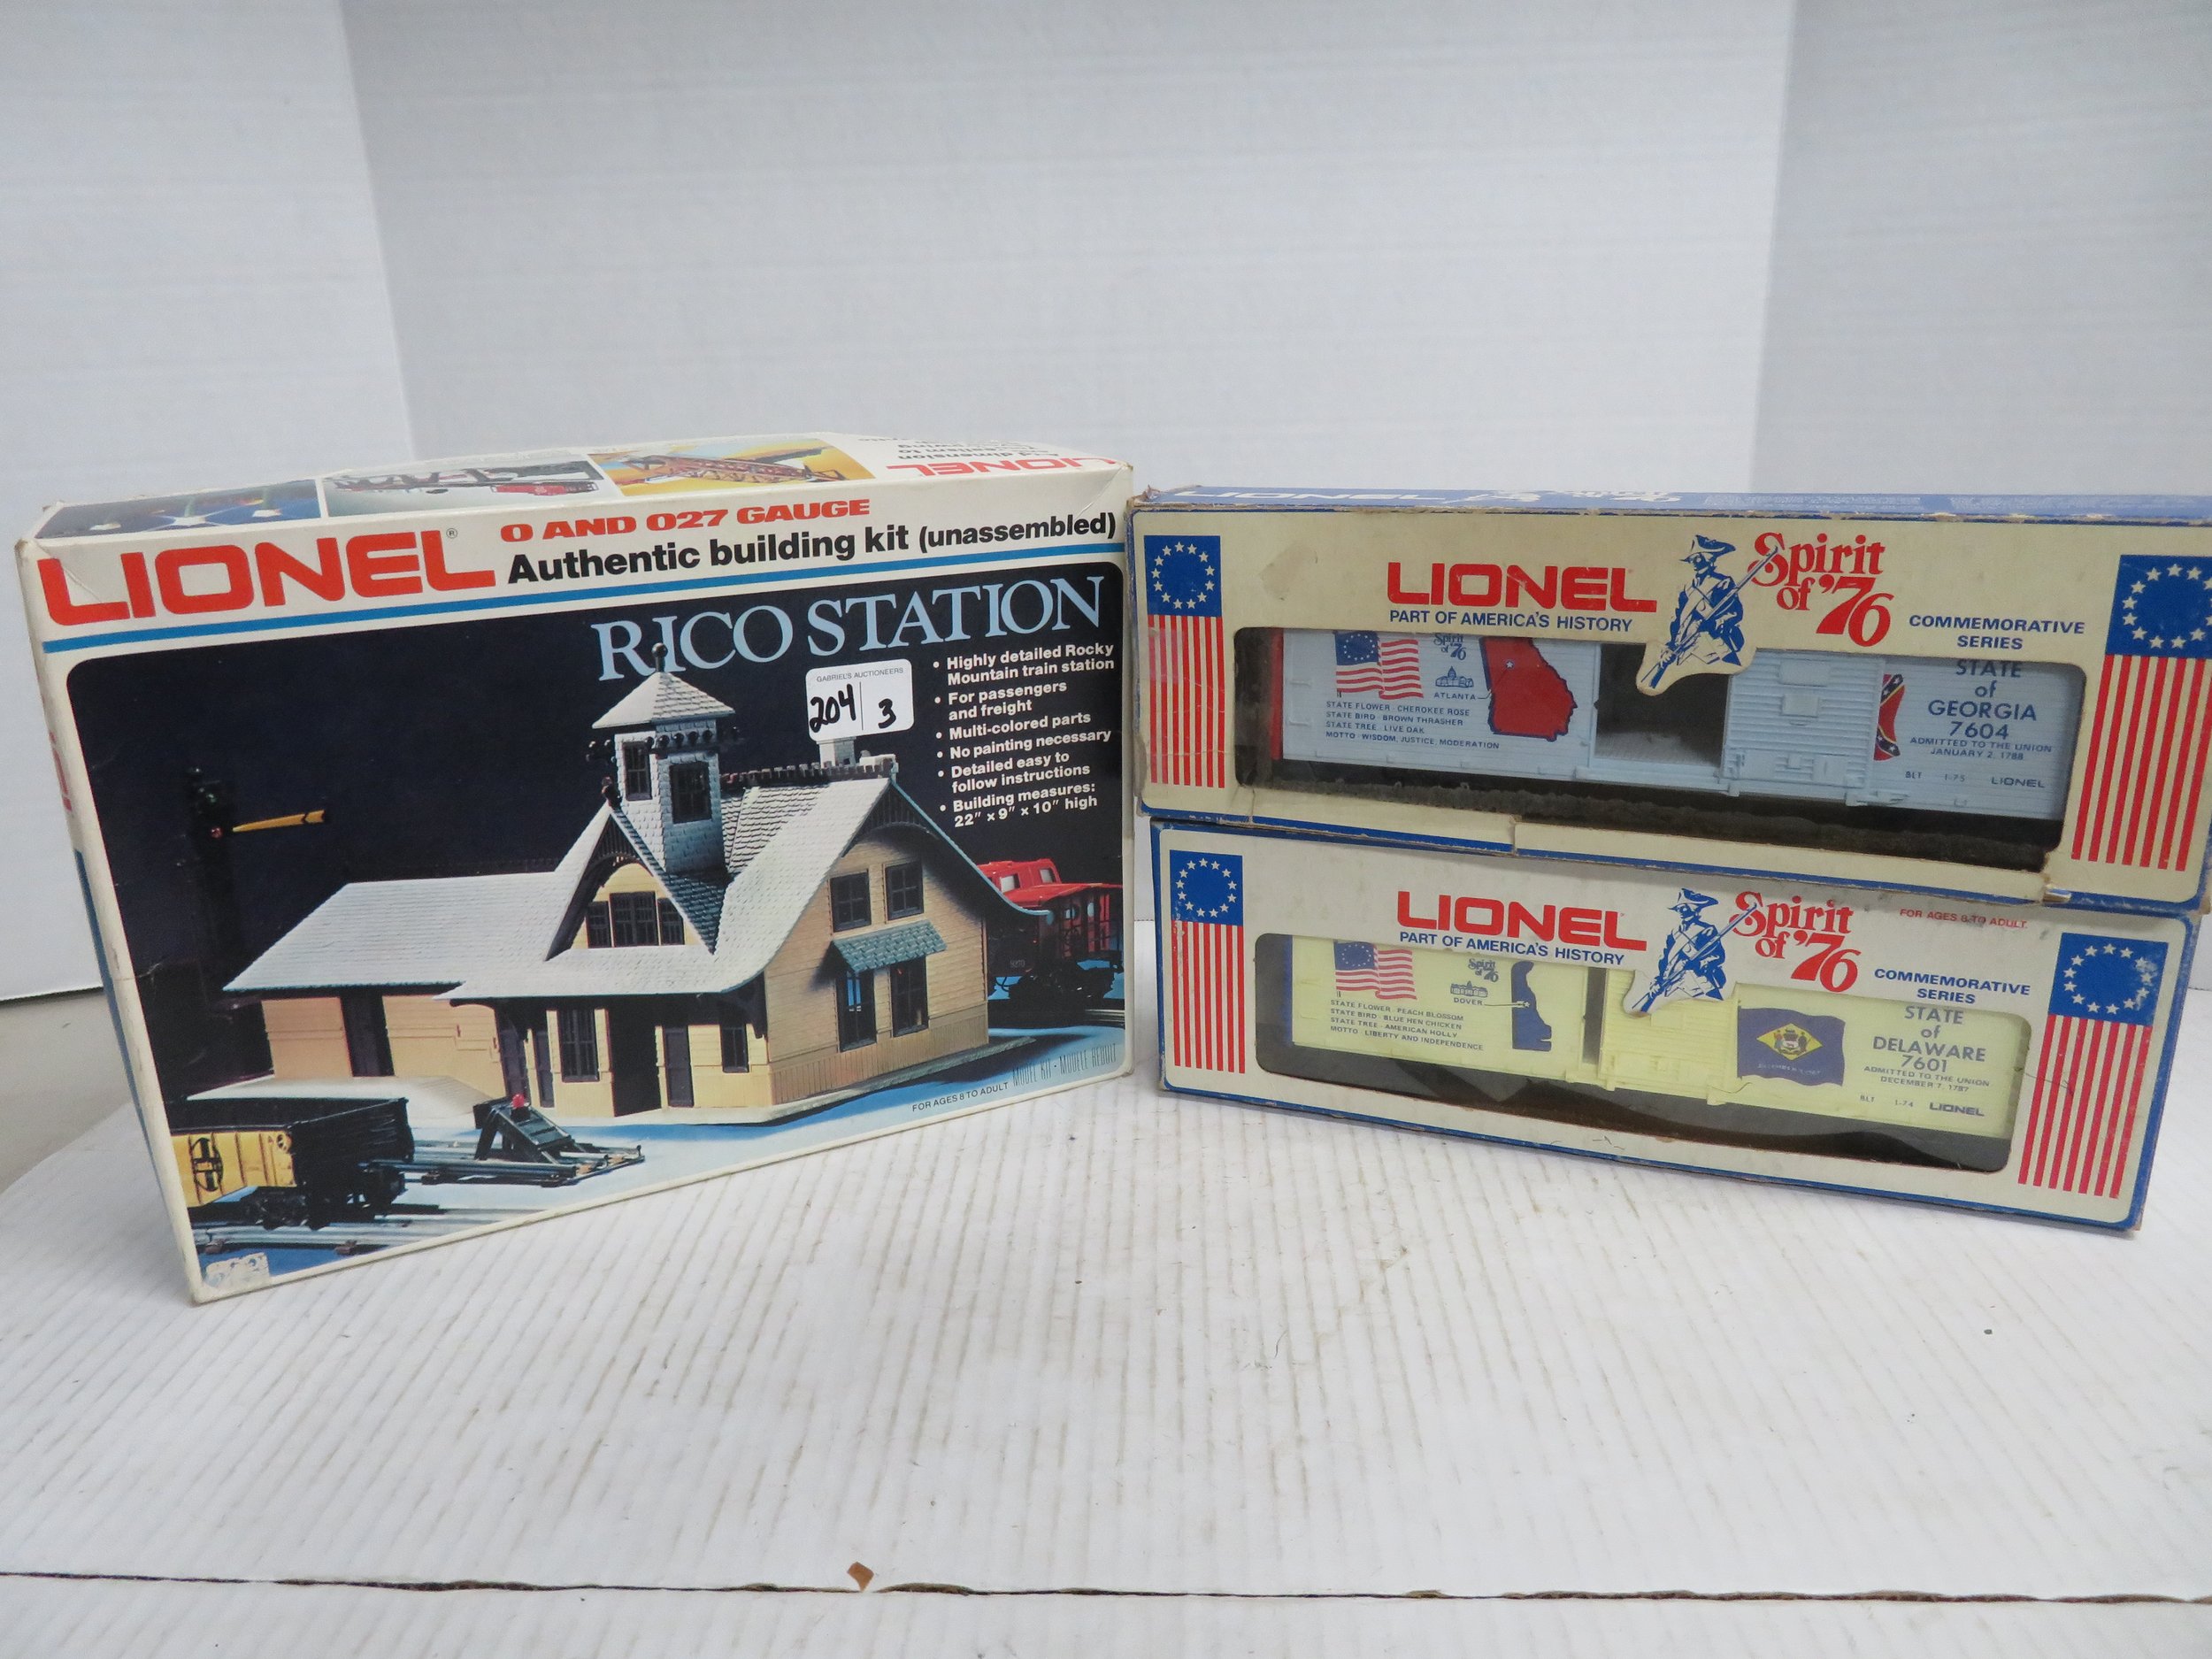 LIONEL®
O AND O27 GAUGE
Authentic building kit (unassembled)
RICO STATION
• Highly detailed Rocky
Mountain train station
• For passengers
and freight
• Multi-colored parts
• No painting necessary
• Detailed easy to
follow instructions
• Building measures:
22" x 9" x 10" high
GABRIEL'S AUCTIONEERS
204 3
FOR AGES 8 TO ADULT
LIONEL
LIONEL
Santa Fe
LIONEL
LIONEL
LIONEL
PART OF AMERICA'S HISTORY
Spirit
of '76
COMMEMORATIVE
SERIES
Spirit
of '76
ATLANTA
STATE FLOWER · CHEROKEE ROSE
STATE BIRD · BROWN THRASHER
STATE TREE · LIVE OAK
MOTTO · WISDOM, JUSTICE, MODERATION
STATE
of
GEORGIA
7604
ADMITTED TO THE UNION
JANUARY 2, 1788
BLT 1-75 LIONEL
LIONEL
PART OF AMERICA'S HISTORY
Spirit
of '76
FOR AGES 8 TO ADULT
COMMEMORATIVE
SERIES
Spirit
of '76
DOVER
STATE FLOWER · PEACH BLOSSOM
STATE BIRD · BLUE HEN CHICKEN
STATE TREE · AMERICAN HOLLY
MOTTO · LIBERTY AND INDEPENDENCE
STATE
of
DELAWARE
7601
ADMITTED TO THE UNION
DECEMBER 7, 1787
BLT 1-74 LIONEL